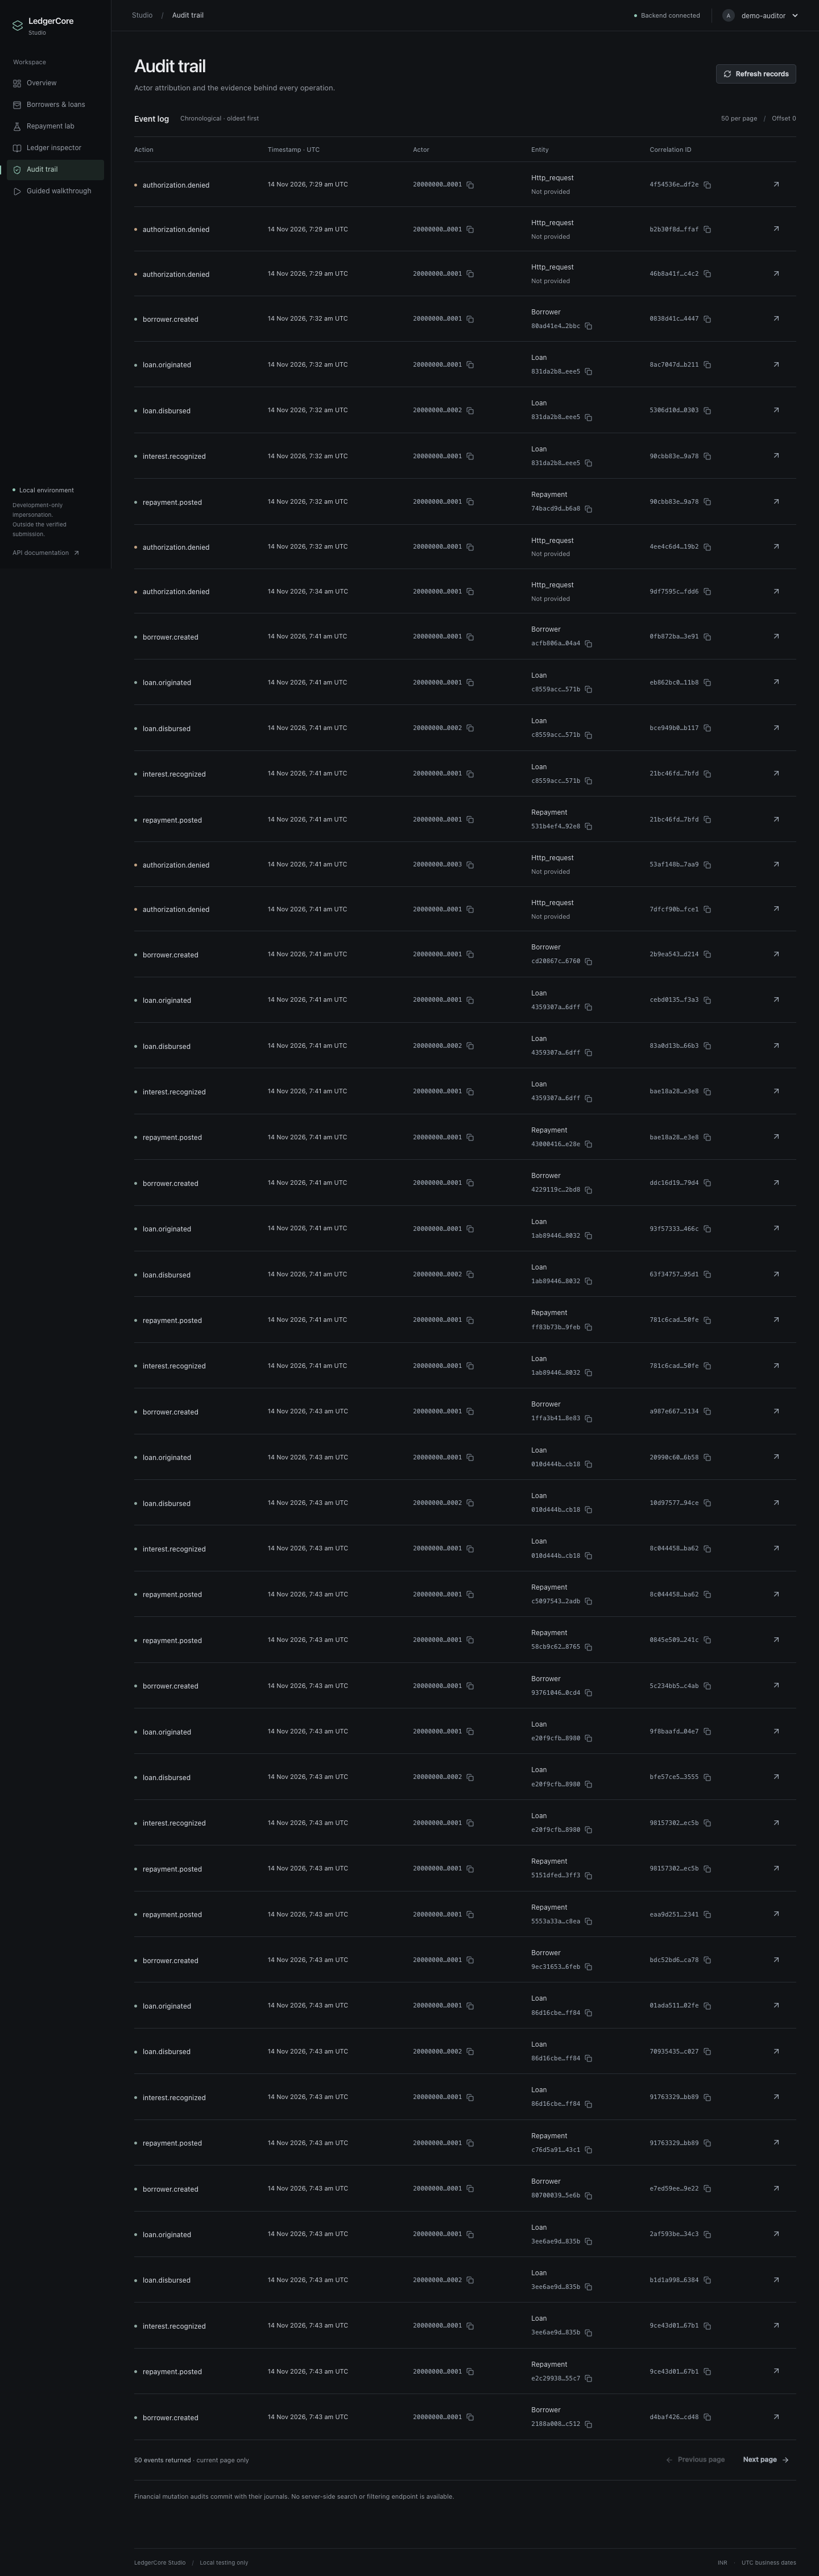 LedgerCore
Studio
Workspace
Overview
Borrowers & loans
Repayment lab
Ledger inspector
Audit trail
Guided walkthrough
Local environment
Development-only
impersonation.
Outside the verified
submission.
API documentation
Studio / Audit trail
Backend connected
A demo-auditor
Audit trail
Actor attribution and the evidence behind every operation.
Refresh records
Event log Chronological · oldest first 50 per page / Offset 0
Action Timestamp · UTC Actor Entity Correlation ID
authorization.denied 14 Nov 2026, 7:29 am UTC 20000000…0001 Http_request Not provided 4f54536e…df2e
authorization.denied 14 Nov 2026, 7:29 am UTC 20000000…0001 Http_request Not provided b2b30f8d…ffaf
authorization.denied 14 Nov 2026, 7:29 am UTC 20000000…0001 Http_request Not provided 46b8a41f…c4c2
borrower.created 14 Nov 2026, 7:32 am UTC 20000000…0001 Borrower 80ad41e4…2bbc 0838d41c…4447
loan.originated 14 Nov 2026, 7:32 am UTC 20000000…0001 Loan 831da2b8…eee5 8ac7047d…b211
loan.disbursed 14 Nov 2026, 7:32 am UTC 20000000…0002 Loan 831da2b8…eee5 5306d10d…0303
interest.recognized 14 Nov 2026, 7:32 am UTC 20000000…0001 Loan 831da2b8…eee5 90cbb83e…9a78
repayment.posted 14 Nov 2026, 7:32 am UTC 20000000…0001 Repayment 74bacd9d…b6a8 90cbb83e…9a78
authorization.denied 14 Nov 2026, 7:32 am UTC 20000000…0001 Http_request Not provided 4ee4c6d4…19b2
authorization.denied 14 Nov 2026, 7:34 am UTC 20000000…0001 Http_request Not provided 9df7595c…fdd6
borrower.created 14 Nov 2026, 7:41 am UTC 20000000…0001 Borrower acfb806a…04a4 0fb872ba…3e91
loan.originated 14 Nov 2026, 7:41 am UTC 20000000…0001 Loan c8559acc…571b eb862bc0…11b8
loan.disbursed 14 Nov 2026, 7:41 am UTC 20000000…0002 Loan c8559acc…571b bce949b0…b117
interest.recognized 14 Nov 2026, 7:41 am UTC 20000000…0001 Loan c8559acc…571b 21bc46fd…7bfd
repayment.posted 14 Nov 2026, 7:41 am UTC 20000000…0001 Repayment 531b4ef4…92e8 21bc46fd…7bfd
authorization.denied 14 Nov 2026, 7:41 am UTC 20000000…0003 Http_request Not provided 53af148b…7aa9
authorization.denied 14 Nov 2026, 7:41 am UTC 20000000…0001 Http_request Not provided 7dfcf90b…fce1
borrower.created 14 Nov 2026, 7:41 am UTC 20000000…0001 Borrower cd20867c…6760 2b9ea543…d214
loan.originated 14 Nov 2026, 7:41 am UTC 20000000…0001 Loan 4359307a…6dff cebd0135…f3a3
loan.disbursed 14 Nov 2026, 7:41 am UTC 20000000…0002 Loan 4359307a…6dff 83a0d13b…66b3
interest.recognized 14 Nov 2026, 7:41 am UTC 20000000…0001 Loan 4359307a…6dff bae18a28…e3e8
repayment.posted 14 Nov 2026, 7:41 am UTC 20000000…0001 Repayment 43000416…e28e bae18a28…e3e8
borrower.created 14 Nov 2026, 7:41 am UTC 20000000…0001 Borrower 4229119c…2bd8 ddc16d19…79d4
loan.originated 14 Nov 2026, 7:41 am UTC 20000000…0001 Loan 1ab89446…8032 93f57333…466c
loan.disbursed 14 Nov 2026, 7:41 am UTC 20000000…0002 Loan 1ab89446…8032 63f34757…95d1
repayment.posted 14 Nov 2026, 7:41 am UTC 20000000…0001 Repayment ff83b73b…9feb 781c6cad…50fe
interest.recognized 14 Nov 2026, 7:41 am UTC 20000000…0001 Loan 1ab89446…8032 781c6cad…50fe
borrower.created 14 Nov 2026, 7:43 am UTC 20000000…0001 Borrower 1ffa3b41…8e83 a987e667…5134
loan.originated 14 Nov 2026, 7:43 am UTC 20000000…0001 Loan 010d444b…cb18 20990c60…6b58
loan.disbursed 14 Nov 2026, 7:43 am UTC 20000000…0002 Loan 010d444b…cb18 10d97577…94ce
interest.recognized 14 Nov 2026, 7:43 am UTC 20000000…0001 Loan 010d444b…cb18 8c044458…ba62
repayment.posted 14 Nov 2026, 7:43 am UTC 20000000…0001 Repayment c5097543…2adb 8c044458…ba62
repayment.posted 14 Nov 2026, 7:43 am UTC 20000000…0001 Repayment 58cb9c62…8765 0845e509…241c
borrower.created 14 Nov 2026, 7:43 am UTC 20000000…0001 Borrower 93761046…0cd4 5c234bb5…c4ab
loan.originated 14 Nov 2026, 7:43 am UTC 20000000…0001 Loan e20f9cfb…8980 9f8baafd…04e7
loan.disbursed 14 Nov 2026, 7:43 am UTC 20000000…0002 Loan e20f9cfb…8980 bfe57ce5…3555
interest.recognized 14 Nov 2026, 7:43 am UTC 20000000…0001 Loan e20f9cfb…8980 98157302…ec5b
repayment.posted 14 Nov 2026, 7:43 am UTC 20000000…0001 Repayment 5151dfed…3ff3 98157302…ec5b
repayment.posted 14 Nov 2026, 7:43 am UTC 20000000…0001 Repayment 5553a33a…c8ea eaa9d251…2341
borrower.created 14 Nov 2026, 7:43 am UTC 20000000…0001 Borrower 9ec31653…6feb bdc52bd6…ca78
loan.originated 14 Nov 2026, 7:43 am UTC 20000000…0001 Loan 86d16cbe…ff84 01ada511…02fe
loan.disbursed 14 Nov 2026, 7:43 am UTC 20000000…0002 Loan 86d16cbe…ff84 70935435…c027
interest.recognized 14 Nov 2026, 7:43 am UTC 20000000…0001 Loan 86d16cbe…ff84 91763329…bb89
repayment.posted 14 Nov 2026, 7:43 am UTC 20000000…0001 Repayment c76d5a91…43c1 91763329…bb89
borrower.created 14 Nov 2026, 7:43 am UTC 20000000…0001 Borrower 80700039…5e6b e7ed59ee…9e22
loan.originated 14 Nov 2026, 7:43 am UTC 20000000…0001 Loan 3ee6ae9d…835b 2af593be…34c3
loan.disbursed 14 Nov 2026, 7:43 am UTC 20000000…0002 Loan 3ee6ae9d…835b b1d1a998…6384
interest.recognized 14 Nov 2026, 7:43 am UTC 20000000…0001 Loan 3ee6ae9d…835b 9ce43d01…67b1
repayment.posted 14 Nov 2026, 7:43 am UTC 20000000…0001 Repayment e2c29938…55c7 9ce43d01…67b1
borrower.created 14 Nov 2026, 7:43 am UTC 20000000…0001 Borrower 2188a008…c512 d4baf426…cd48
50 events returned · current page only Previous page Next page
Financial mutation audits commit with their journals. No server-side search or filtering endpoint is available.
LedgerCore Studio / Local testing only INR · UTC business dates